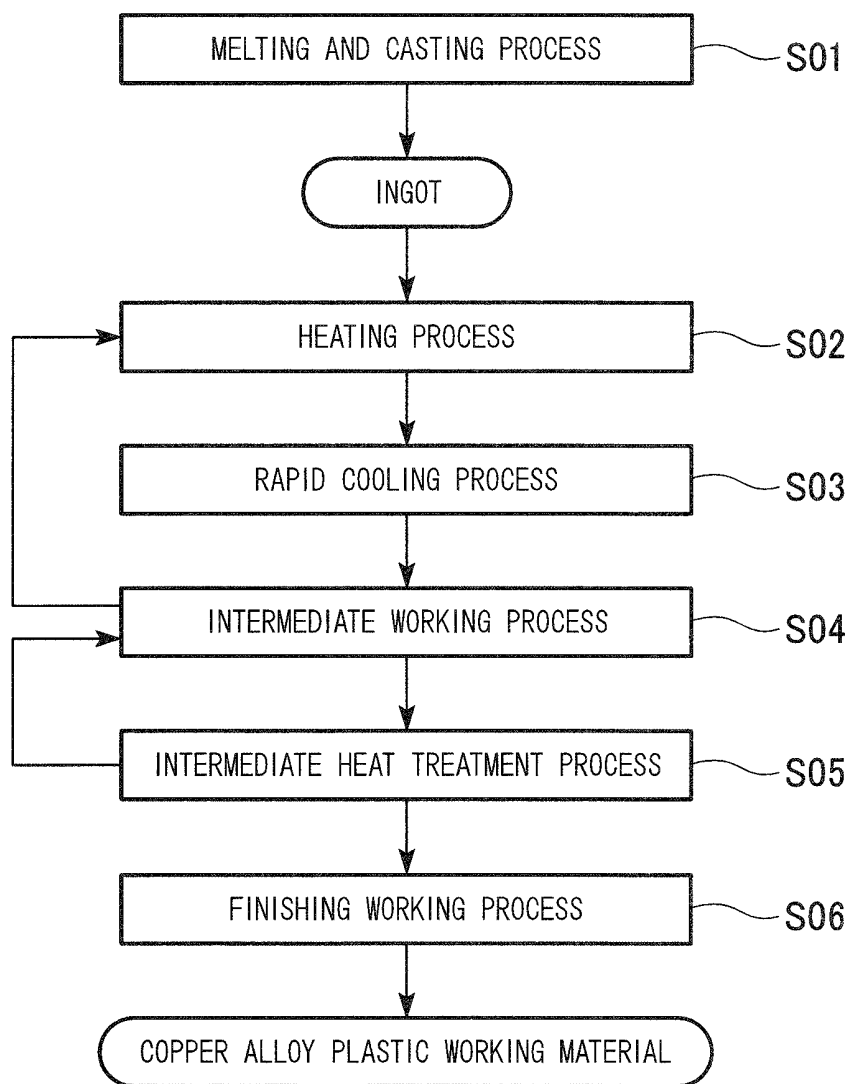 MELTING AND CASTING PROCESS S01
INGOT
HEATING PROCESS S02
RAPID COOLING PROCESS S03
INTERMEDIATE WORKING PROCESS S04
INTERMEDIATE HEAT TREATMENT PROCESS S05
FINISHING WORKING PROCESS S06
COPPER ALLOY PLASTIC WORKING MATERIAL